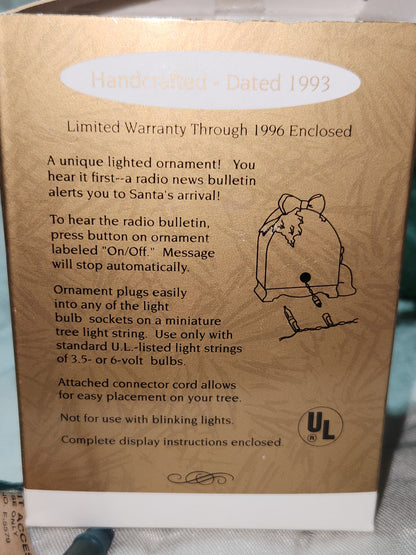 Handcrafted - Dated 1993
Limited Warranty Through 1996 Enclosed
A unique lighted ornament! You
hear it first--a radio news bulletin
alerts you to Santa's arrival!
To hear the radio bulletin,
press button on ornament
labeled "On/Off." Message
will stop automatically.
Ornament plugs easily
into any of the light
bulb sockets on a miniature
tree light string. Use only with
standard U.L.-listed light strings
of 3.5- or 6-volt bulbs.
Attached connector cord allows
for easy placement on your tree.
Not for use with blinking lights.
Complete display instructions enclosed.
UL
®
E ONLY
NO. E-5579